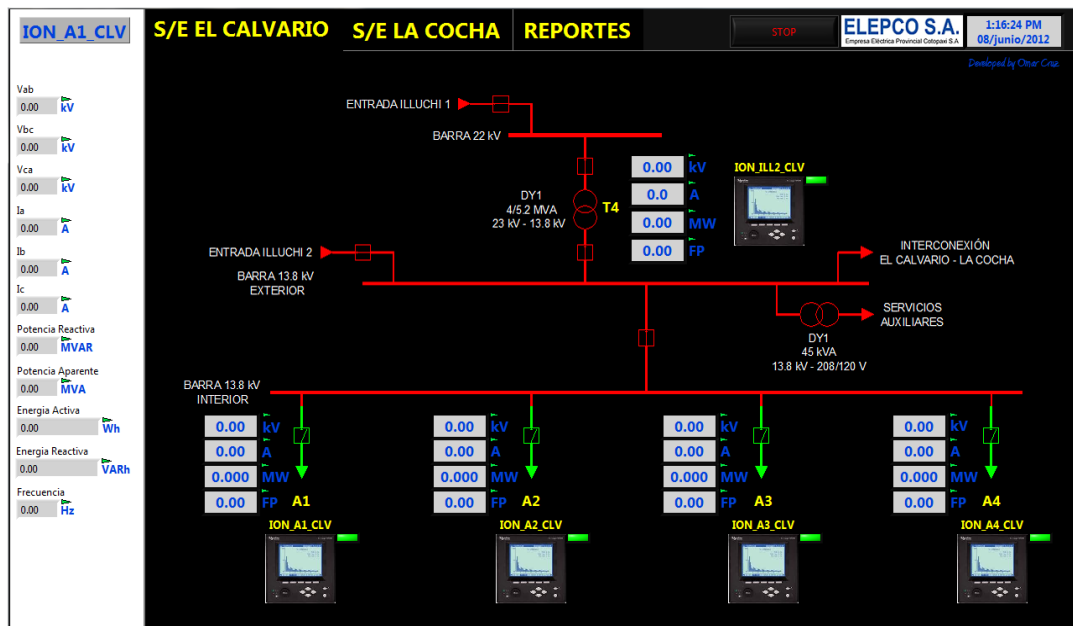 ION_A1_CLV
S/E EL CALVARIO
S/E LA COCHA
REPORTES
STOP
ELEPCO S.A.
Empresa Eléctrica Provincial Cotopaxi S.A
1:16:24 PM
08/junio/2012
Developed by Omar Cruz
Vab
0.00 kV
Vbc
0.00 kV
Vca
0.00 kV
Ia
0.00 A
Ib
0.00 A
Ic
0.00 A
Potencia Reactiva
0.00 MVAR
Potencia Aparente
0.00 MVA
Energia Activa
0.00 Wh
Energia Reactiva
0.00 VARh
Frecuencia
0.00 Hz
ENTRADA ILLUCHI 1
BARRA 22 kV
DY1
4/5.2 MVA
23 kV - 13.8 kV
T4
0.00 kV
0.0 A
0.00 MW
0.00 FP
ION_ILL2_CLV
ENTRADA ILLUCHI 2
BARRA 13.8 kV
EXTERIOR
INTERCONEXIÓN
EL CALVARIO - LA COCHA
SERVICIOS
AUXILIARES
DY1
45 kVA
13.8 kV - 208/120 V
BARRA 13.8 kV
INTERIOR
0.00 kV
0.00 A
0.000 MW
0.00 FP
A1
ION_A1_CLV
0.00 kV
0.00 A
0.000 MW
0.00 FP
A2
ION_A2_CLV
0.00 kV
0.00 A
0.000 MW
0.00 FP
A3
ION_A3_CLV
0.00 kV
0.00 A
0.000 MW
0.00 FP
A4
ION_A4_CLV